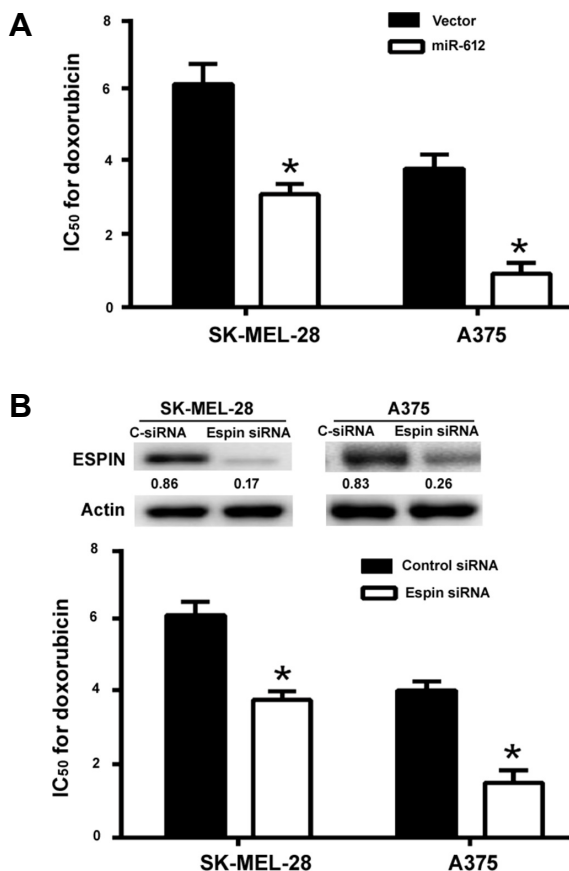 A
IC50 for doxorubicin
8
6
4
2
0
Vector
miR-612
*
*
SK-MEL-28 A375
B
SK-MEL-28 A375
C-siRNA Espin siRNA C-siRNA Espin siRNA
ESPIN
0.86 0.17 0.83 0.26
Actin
IC50 for doxorubicin
8
6
4
2
0
Control siRNA
Espin siRNA
*
*
SK-MEL-28 A375